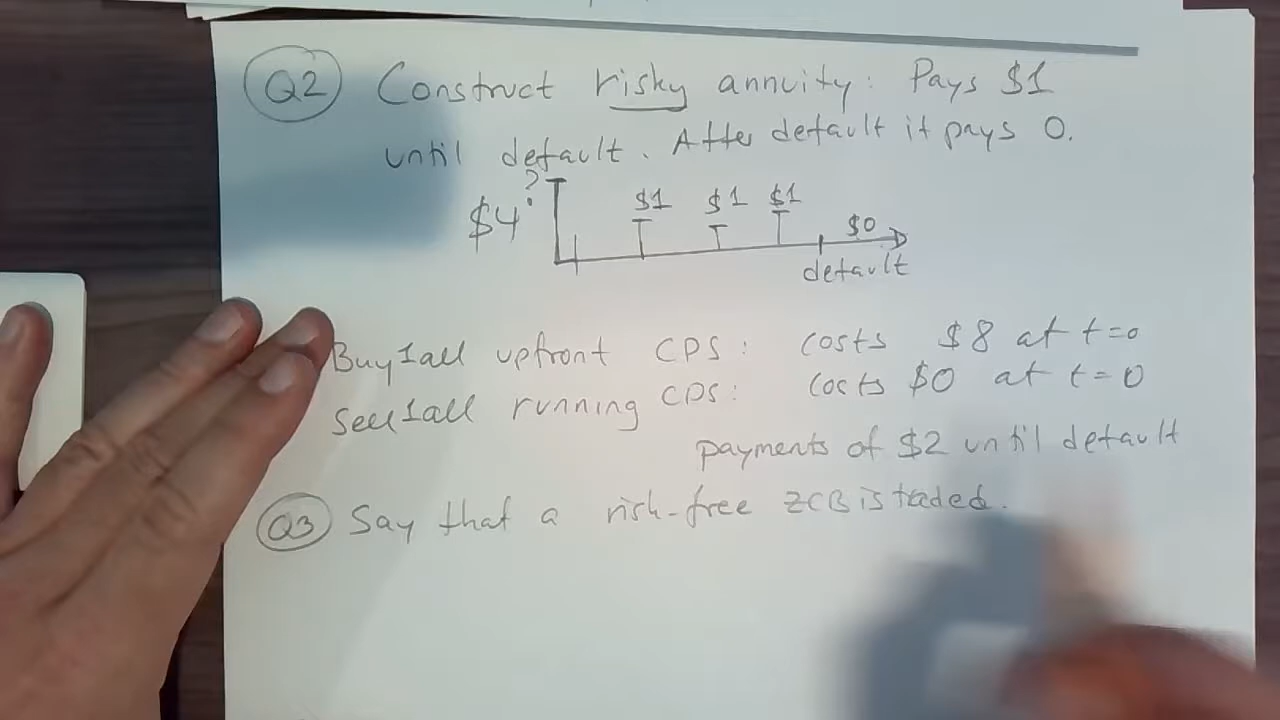 Q2 Construct risky annuity: Pays $1
until default. After default it pays 0.
?
$4 $1 $1 $1 $0
default
Buy 1 all upfront CDS: costs $8 at t=0
Sell 1 all running CDS: costs $0 at t=0
payments of $2 until default
Q3 Say that a risk-free ZCB is traded.